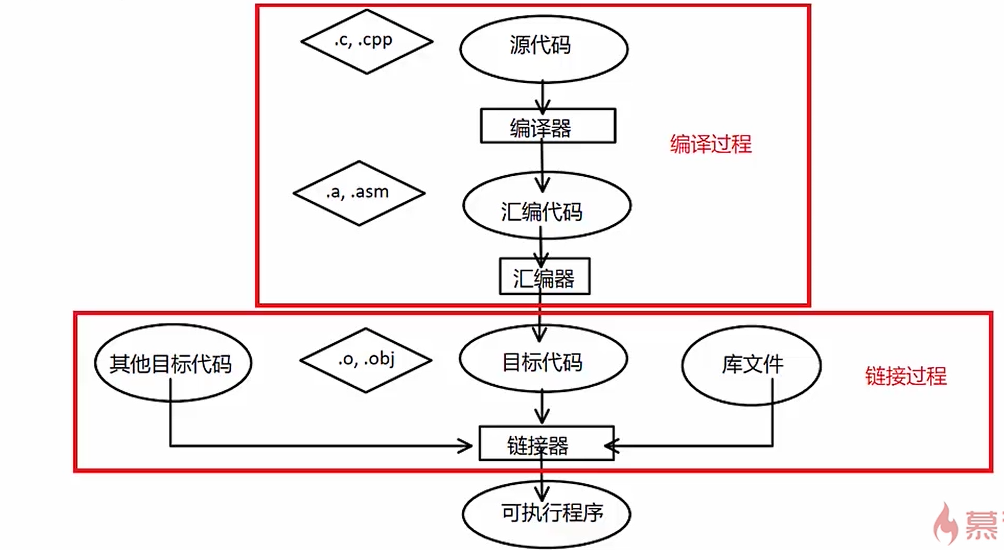 .c, .cpp
源代码
编译器
编译过程
.a, .asm
汇编代码
汇编器
其他目标代码
.o, .obj
目标代码
库文件
链接过程
链接器
可执行程序
慕